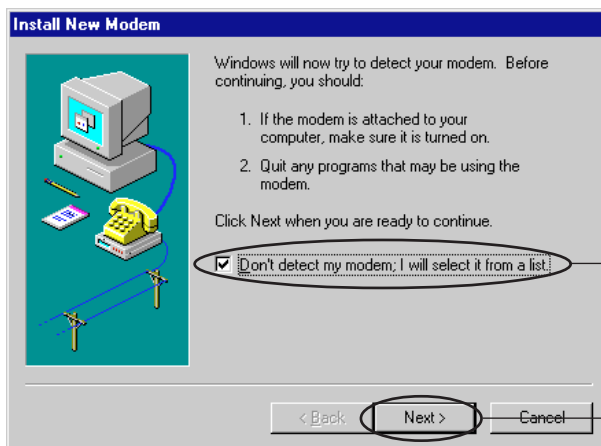 Install New Modem
Windows will now try to detect your modem. Before
continuing, you should:
1. If the modem is attached to your
computer, make sure it is turned on.
2. Quit any programs that may be using the
modem.
Click Next when you are ready to continue.
Don't detect my modem; I will select it from a list.
< Back
Next >
Cancel